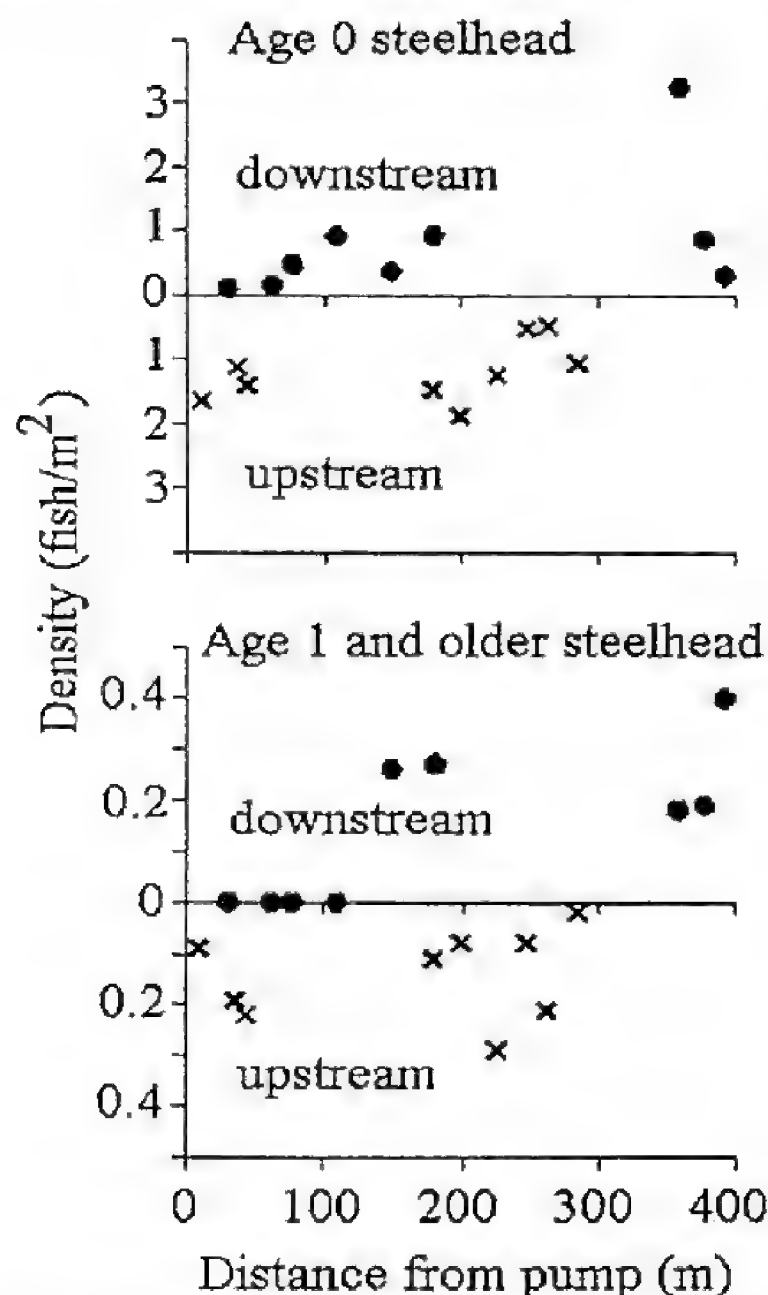 Age 0 steelhead
3
2
downstream
1
0
1
2
upstream
3
Density (fish/m²)
Age 1 and older steelhead
0.4
0.2
downstream
0
0.2
upstream
0.4
0 100 200 300 400
Distance from pump (m)